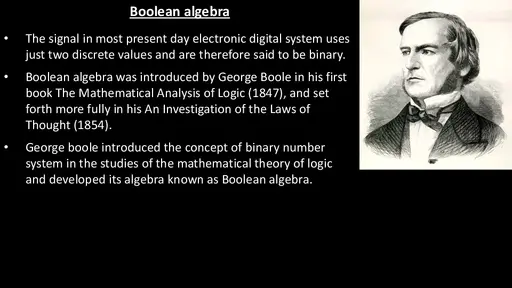 Boolean algebra
• The signal in most present day electronic digital system uses
just two discrete values and are therefore said to be binary.
• Boolean algebra was introduced by George Boole in his first
book The Mathematical Analysis of Logic (1847), and set
forth more fully in his An Investigation of the Laws of
Thought (1854).
• George boole introduced the concept of binary number
system in the studies of the mathematical theory of logic
and developed its algebra known as Boolean algebra.